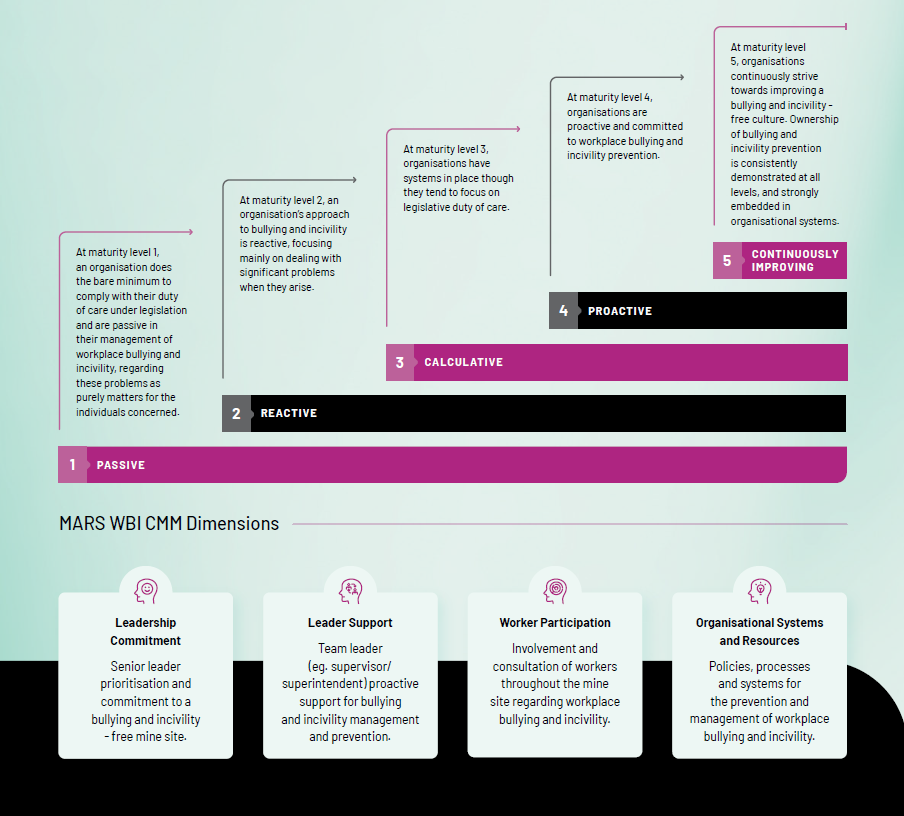 At maturity level 1,
an organisation does
the bare minimum to
comply with their duty
of care under legislation
and are passive in
their management of
workplace bullying and
incivility, regarding
these problems as
purely matters for the
individuals concerned.
At maturity level 2, an
organisation's approach
to bullying and incivility
is reactive, focusing
mainly on dealing with
significant problems
when they arise.
At maturity level 3,
organisations have
systems in place though
they tend to focus on
legislative duty of care.
At maturity level 4,
organisations are
proactive and committed
to workplace bullying and
incivility prevention.
At maturity level
5, organisations
continuously strive
towards improving a
bullying and incivility –
free culture. Ownership
of bullying and
incivility prevention
is consistently
demonstrated at all
levels, and strongly
embedded in
organisational systems.
5 CONTINUOUSLY
IMPROVING
4 PROACTIVE
3 CALCULATIVE
2 REACTIVE
1 PASSIVE
MARS WBI CMM Dimensions
Leadership
Commitment
Senior leader
prioritisation and
commitment to a
bullying and incivility
– free mine site.
Leader Support
Team leader
(eg. supervisor/
superintendent) proactive
support for bullying
and incivility management
and prevention.
Worker Participation
Involvement and
consultation of workers
throughout the mine
site regarding workplace
bullying and incivility.
Organisational Systems
and Resources
Policies, processes
and systems for
the prevention and
management of workplace
bullying and incivility.